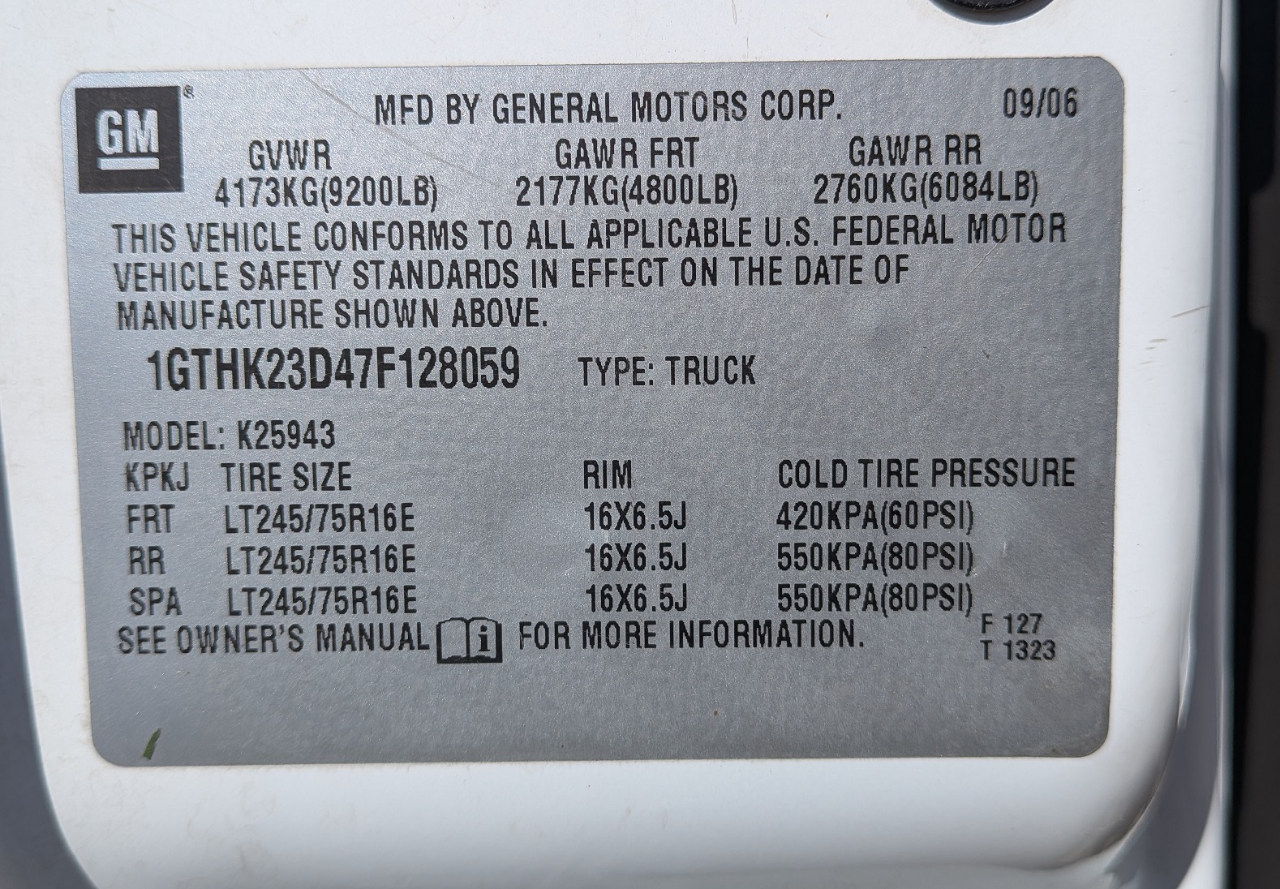 GM ®
MFD BY GENERAL MOTORS CORP. 09/06
GVWR GAWR FRT GAWR RR
4173KG(9200LB) 2177KG(4800LB) 2760KG(6084LB)
THIS VEHICLE CONFORMS TO ALL APPLICABLE U.S. FEDERAL MOTOR
VEHICLE SAFETY STANDARDS IN EFFECT ON THE DATE OF
MANUFACTURE SHOWN ABOVE.
1GTHK23D47F128059 TYPE: TRUCK
MODEL: K25943
KPKJ TIRE SIZE RIM COLD TIRE PRESSURE
FRT LT245/75R16E 16X6.5J 420KPA(60PSI)
RR LT245/75R16E 16X6.5J 550KPA(80PSI)
SPA LT245/75R16E 16X6.5J 550KPA(80PSI)
SEE OWNER'S MANUAL i FOR MORE INFORMATION.
F 127
T 1323